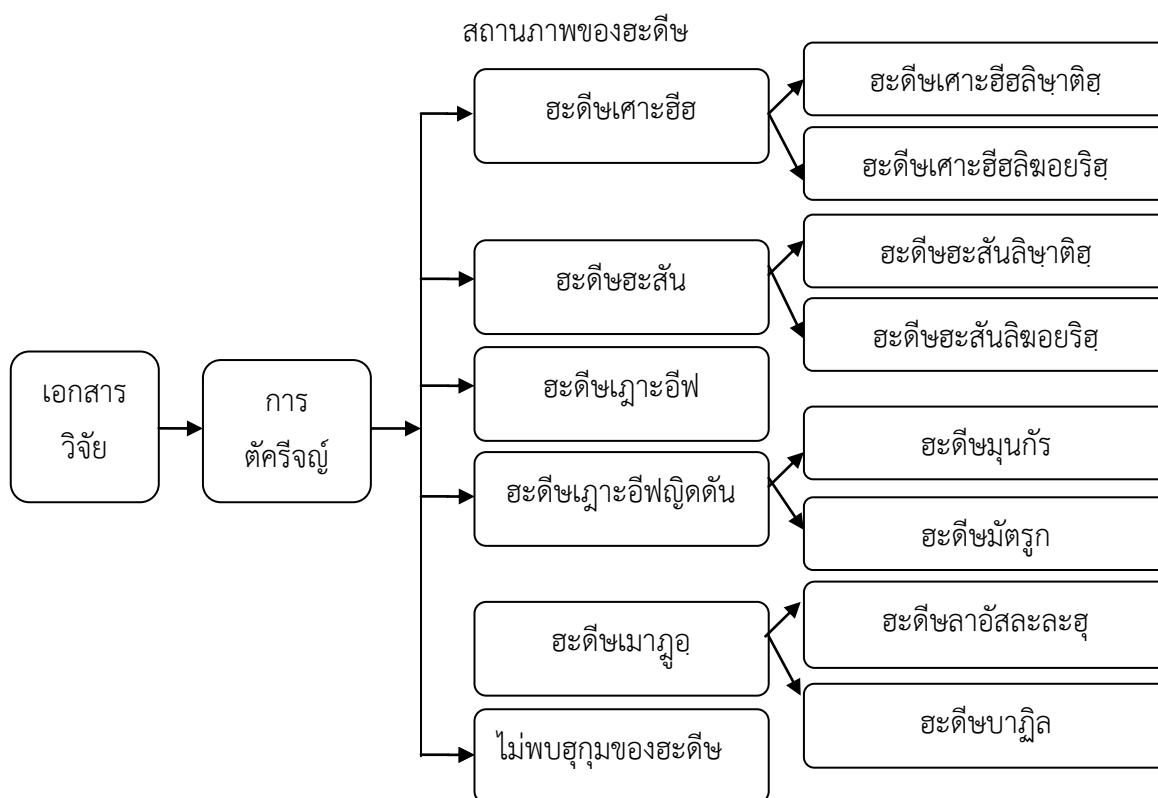 สถานภาพของฮะดีษ
เอกสาร
วิจัย
การ
ตัครีจญ์
ฮะดีษเศาะฮีฮ
ฮะดีษเศาะฮีฮลิษฺาติฮฺ
ฮะดีษเศาะฮีฮลิฆอยริฮฺ
ฮะดีษฮะสัน
ฮะดีษฮะสันลิษฺาติฮฺ
ฮะดีษฮะสันลิฆอยริฮฺ
ฮะดีษเฎาะอีฟ
ฮะดีษเฎาะอีฟญิดดัน
ฮะดีษมุนกัร
ฮะดีษมัตรูก
ฮะดีษเมาฎูอฺ
ฮะดีษลาอัสละละฮุ
ฮะดีษบาฏิล
ไม่พบฮุกุมของฮะดีษ